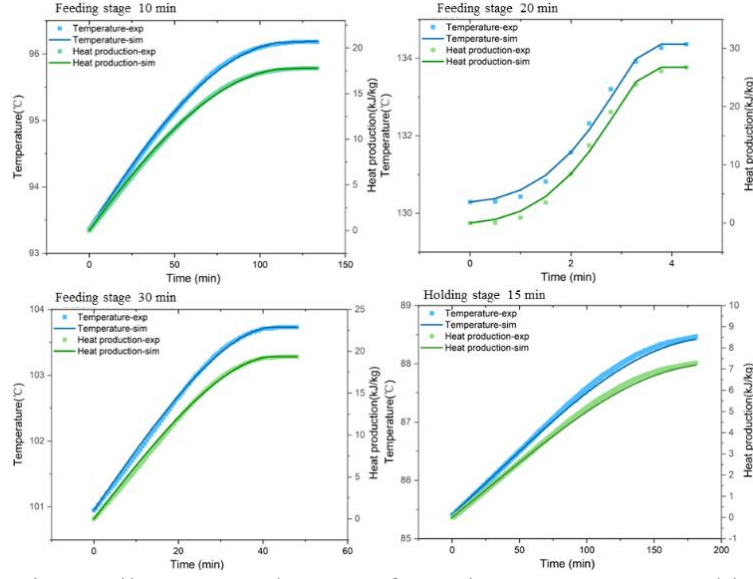 Feeding stage 10 min
Temperature-exp
Temperature-sim
Heat production-exp
Heat production-sim
96
95
94
93
Temperature(℃)
20
15
10
5
0
Heat production(kJ/kg)
0 50 100 150
Time (min)
Feeding stage 20 min
Temperature-exp
Temperature-sim
Heat production-exp
Heat production-sim
134
132
130
Temperature(℃)
30
20
10
0
Heat production(kJ/kg)
0 2 4
Time (min)
Feeding stage 30 min
Temperature-exp
Temperature-sim
Heat production-exp
Heat production-sim
104
103
102
101
Temperature(℃)
25
20
15
10
5
0
Heat production(kJ/kg)
0 20 40 60
Time (min)
Holding stage 15 min
Temperature-exp
Temperature-sim
Heat production-exp
Heat production-sim
89
88
87
86
85
Temperature(℃)
10
9
8
7
6
5
4
3
2
1
0
-1
Heat production(kJ/kg)
0 50 100 150 200
Time (min)